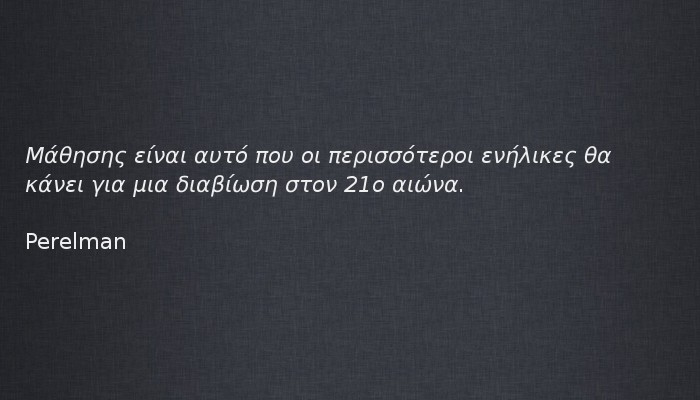 Μάθησης είναι αυτό που οι περισσότεροι ενήλικες θα
κάνει για μια διαβίωση στον 21ο αιώνα.
Perelman